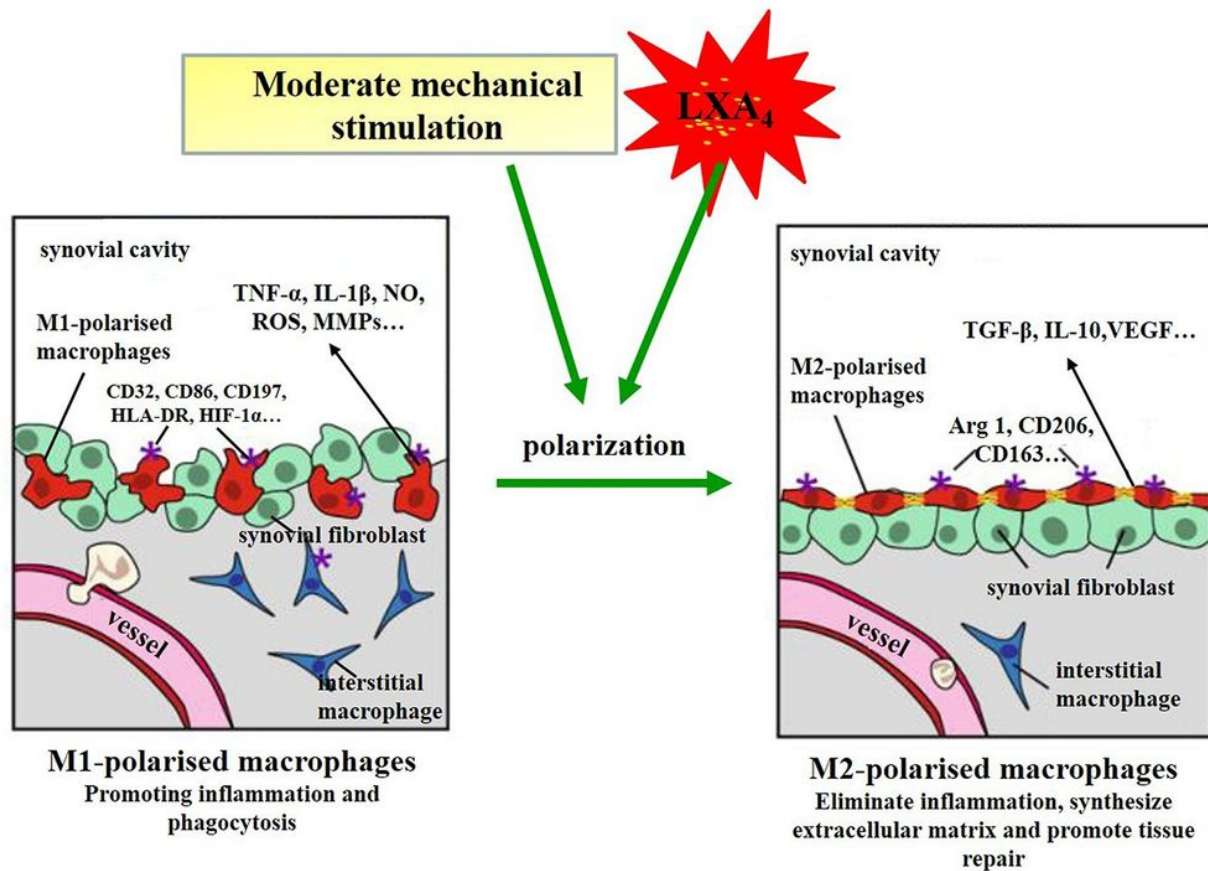 Moderate mechanical
stimulation
LXA4
synovial cavity
TNF-α, IL-1β, NO,
ROS, MMPs…
M1-polarised
macrophages
CD32, CD86, CD197,
HLA-DR, HIF-1α…
synovial fibroblast
vessel
interstitial
macrophage
M1-polarised macrophages
Promoting inflammation and
phagocytosis
polarization
synovial cavity
TGF-β, IL-10,VEGF…
M2-polarised
macrophages
Arg 1, CD206,
CD163…
synovial fibroblast
vessel
interstitial
macrophage
M2-polarised macrophages
Eliminate inflammation, synthesize
extracellular matrix and promote tissue
repair